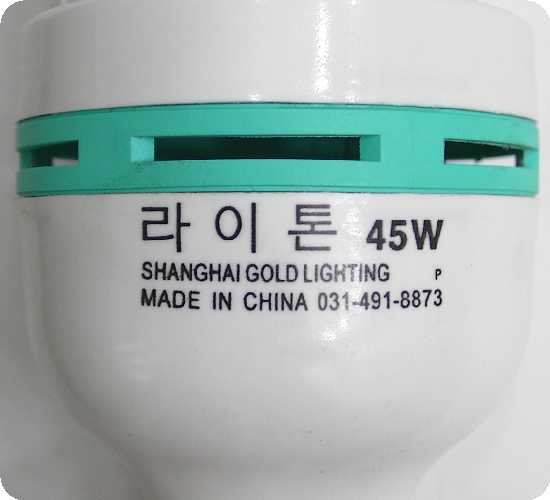 라이톤 45W
SHANGHAI GOLD LIGHTING P
MADE IN CHINA 031-491-8873